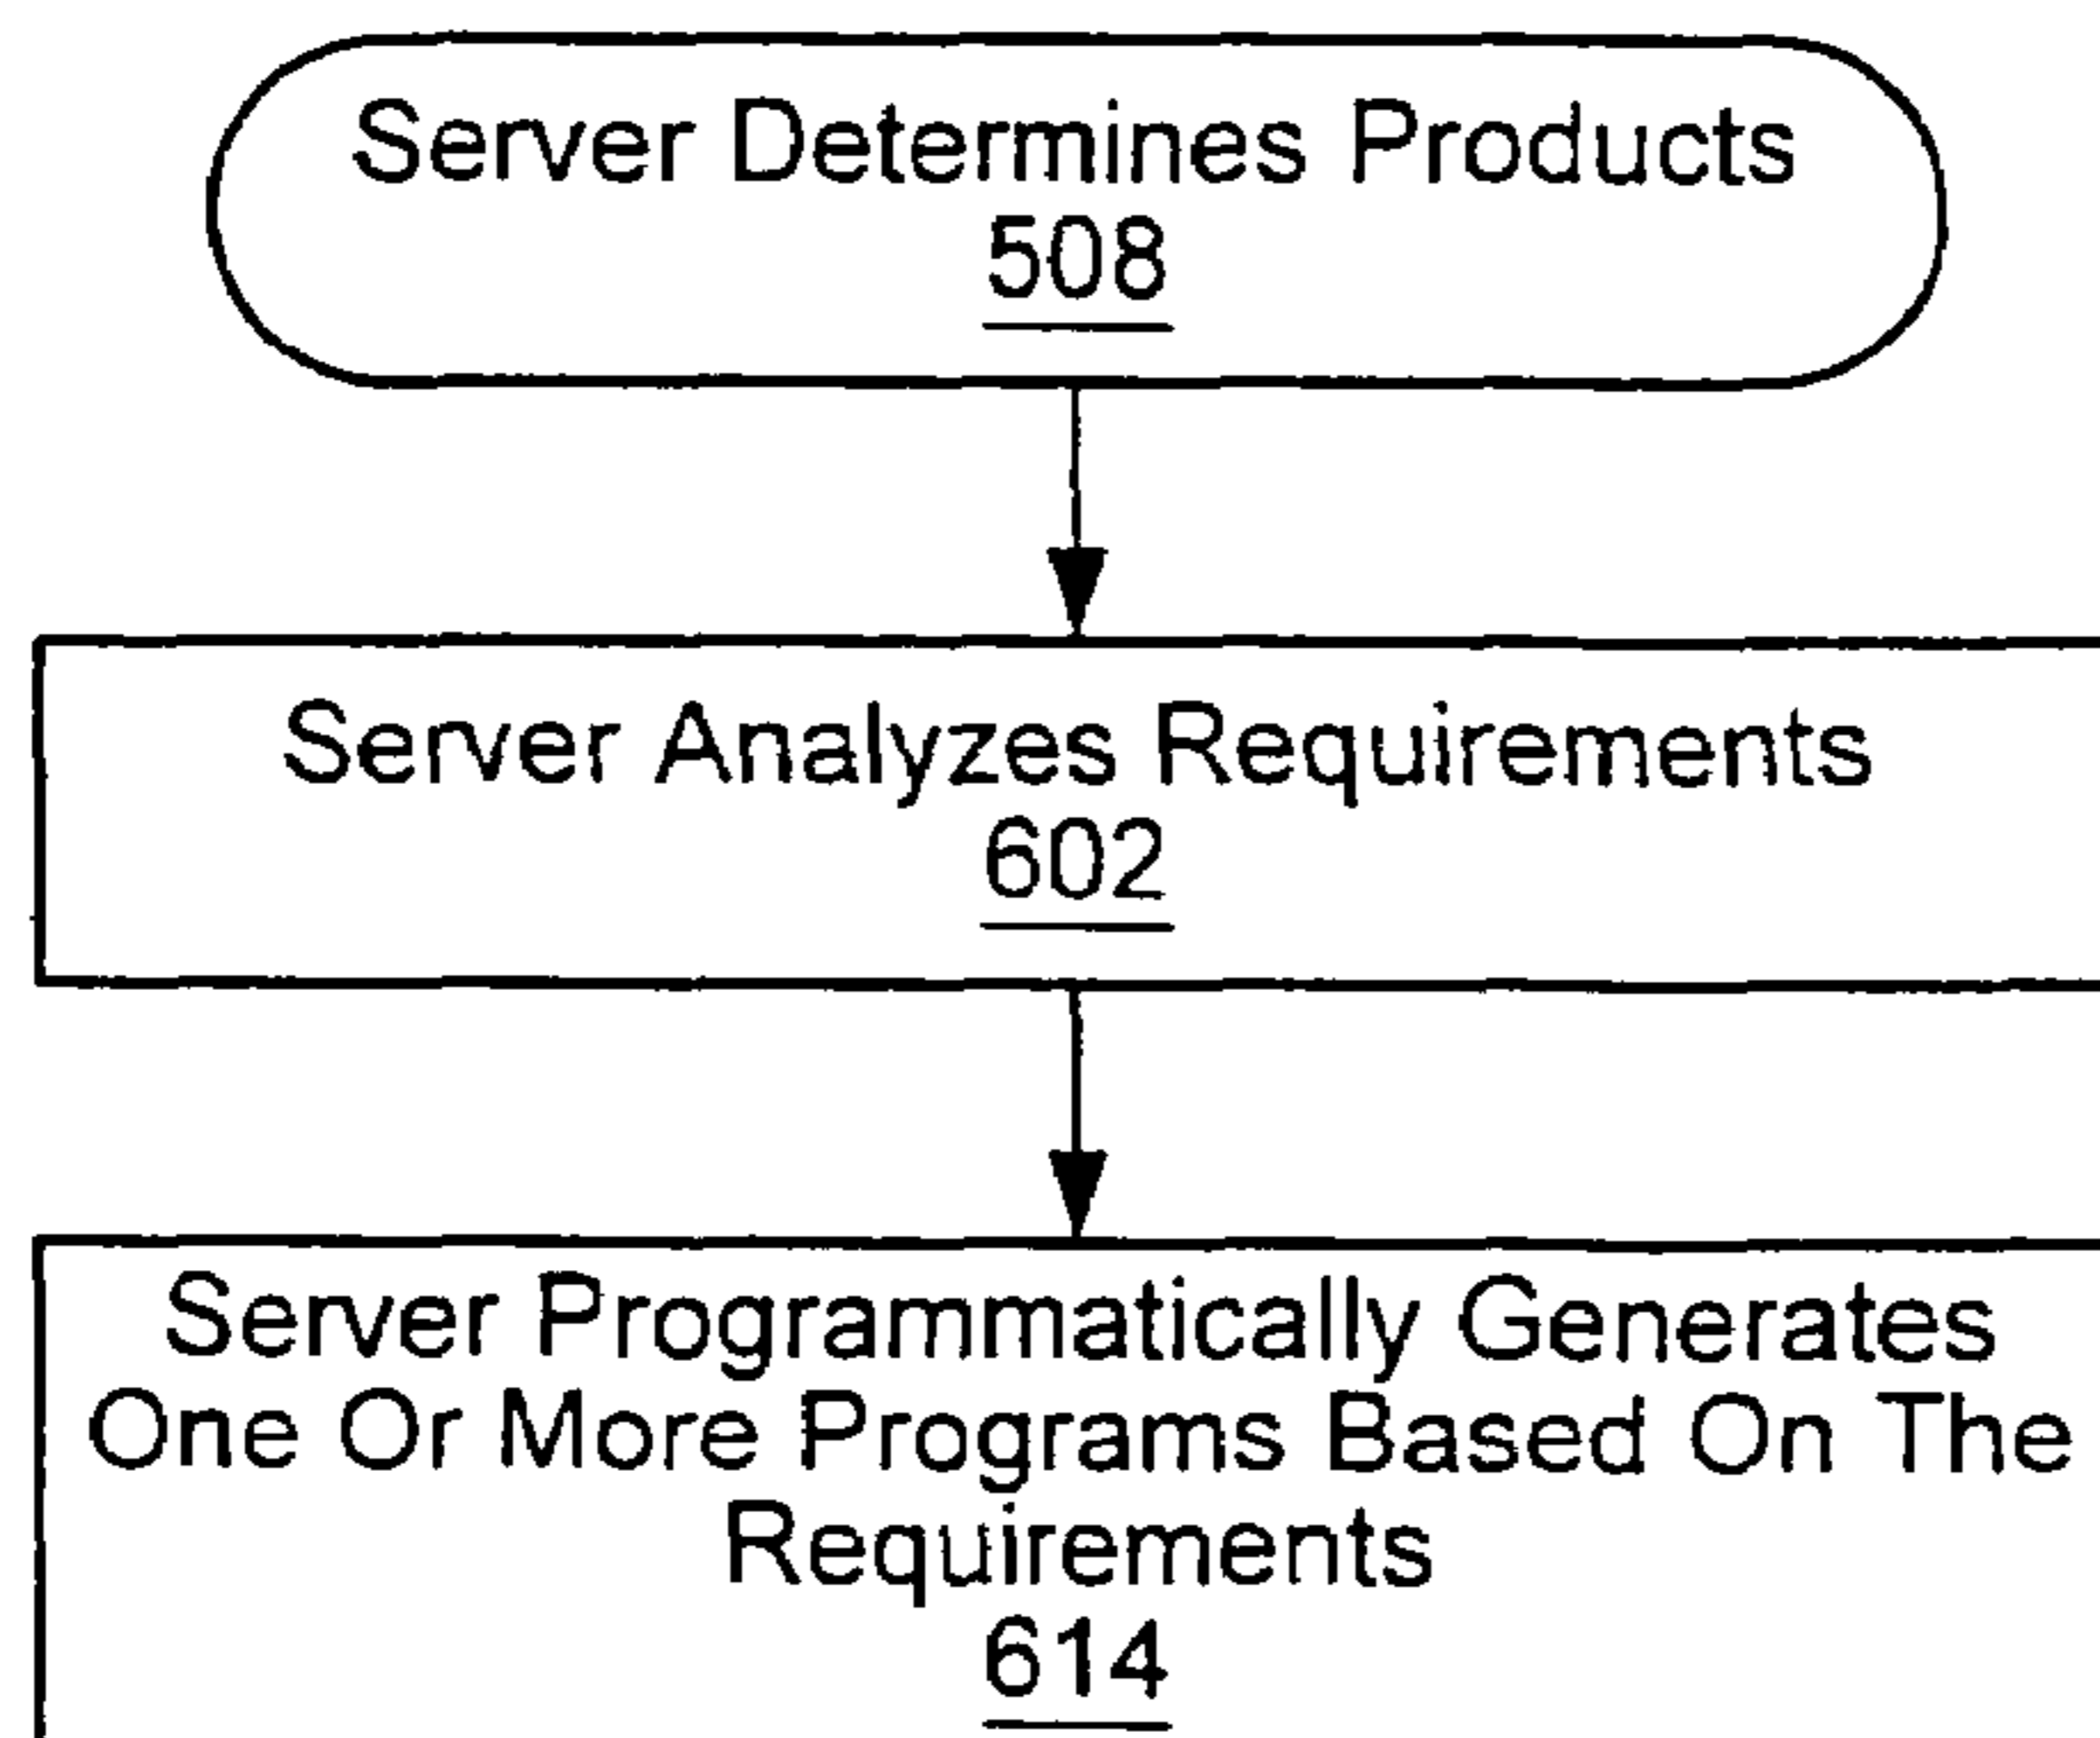 Server Determines Products
508
Server Analyzes Requirements
602
Server Programmatically Generates
One Or More Programs Based On The
Requirements
614